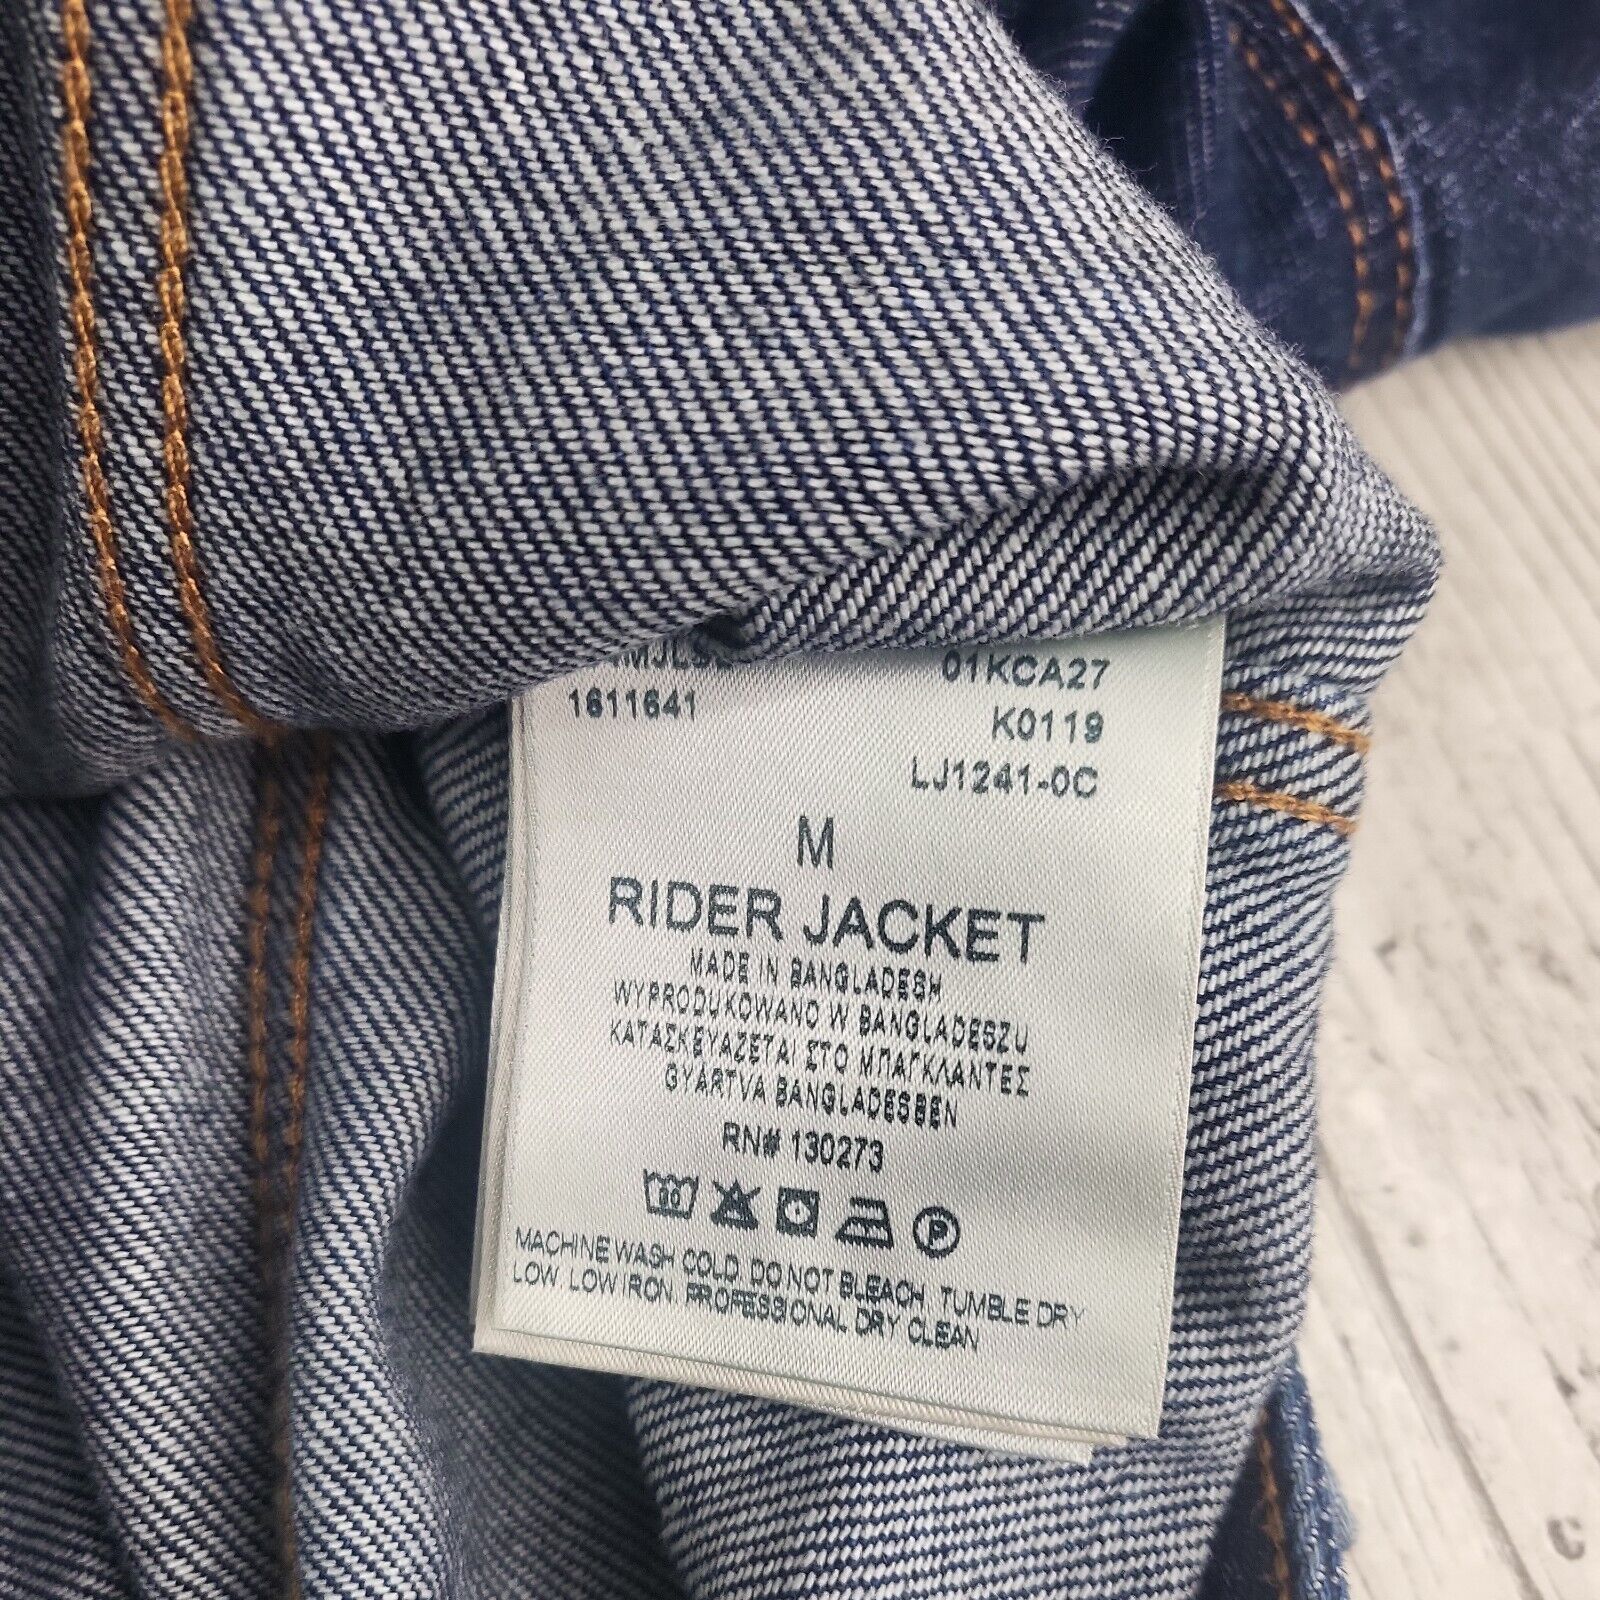 01KCA27
1611641
K0119
LJ1241-0C
M
RIDER JACKET
MADE IN BANGLADESH
WYPRODUKOWANO W BANGLADESZU
ΚΑΤΑΣΚΕΥΑΖΕΤΑΙ ΣΤΟ ΜΠΑΓΚΛΑΝΤΕΣ
GYÁRTVA BANGLADESBEN
RN# 130273
P
MACHINE WASH COLD. DO NOT BLEACH. TUMBLE DRY
LOW. LOW IRON. PROFESSIONAL DRY CLEAN